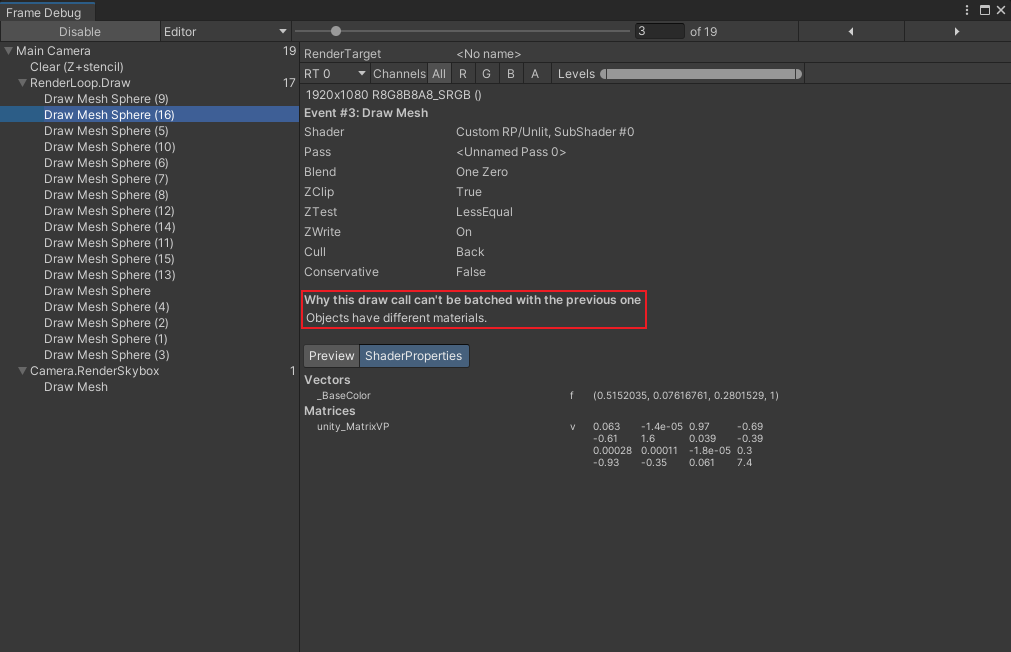 Frame Debug
Disable Editor 3 of 19
Main Camera 19
Clear (Z+stencil)
RenderLoop.Draw 17
Draw Mesh Sphere (9)
Draw Mesh Sphere (16)
Draw Mesh Sphere (5)
Draw Mesh Sphere (10)
Draw Mesh Sphere (6)
Draw Mesh Sphere (7)
Draw Mesh Sphere (8)
Draw Mesh Sphere (12)
Draw Mesh Sphere (14)
Draw Mesh Sphere (11)
Draw Mesh Sphere (15)
Draw Mesh Sphere (13)
Draw Mesh Sphere
Draw Mesh Sphere (4)
Draw Mesh Sphere (2)
Draw Mesh Sphere (1)
Draw Mesh Sphere (3)
Camera.RenderSkybox 1
Draw Mesh
RenderTarget <No name>
RT 0 Channels All R G B A Levels
1920x1080 R8G8B8A8_SRGB ()
Event #3: Draw Mesh
Shader Custom RP/Unlit, SubShader #0
Pass <Unnamed Pass 0>
Blend One Zero
ZClip True
ZTest LessEqual
ZWrite On
Cull Back
Conservative False
Why this draw call can't be batched with the previous one
Objects have different materials.
Preview ShaderProperties
Vectors
_BaseColor f (0.5152035, 0.07616761, 0.2801529, 1)
Matrices
unity_MatrixVP v 0.063 -1.4e-05 0.97 -0.69
-0.61 1.6 0.039 -0.39
0.00028 0.00011 -1.8e-05 0.3
-0.93 -0.35 0.061 7.4